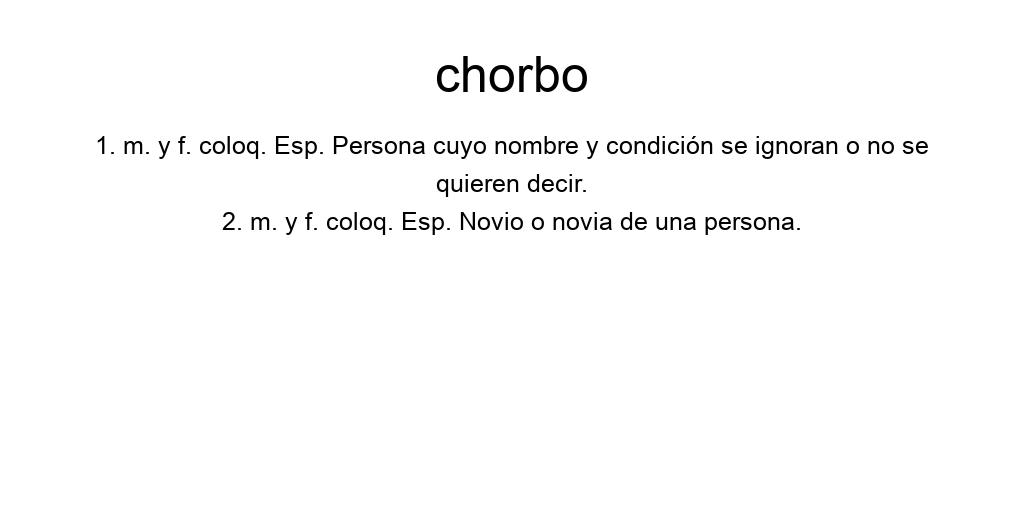 chorbo
1. m. y f. coloq. Esp. Persona cuyo nombre y condición se ignoran o no se
quieren decir.
2. m. y f. coloq. Esp. Novio o novia de una persona.